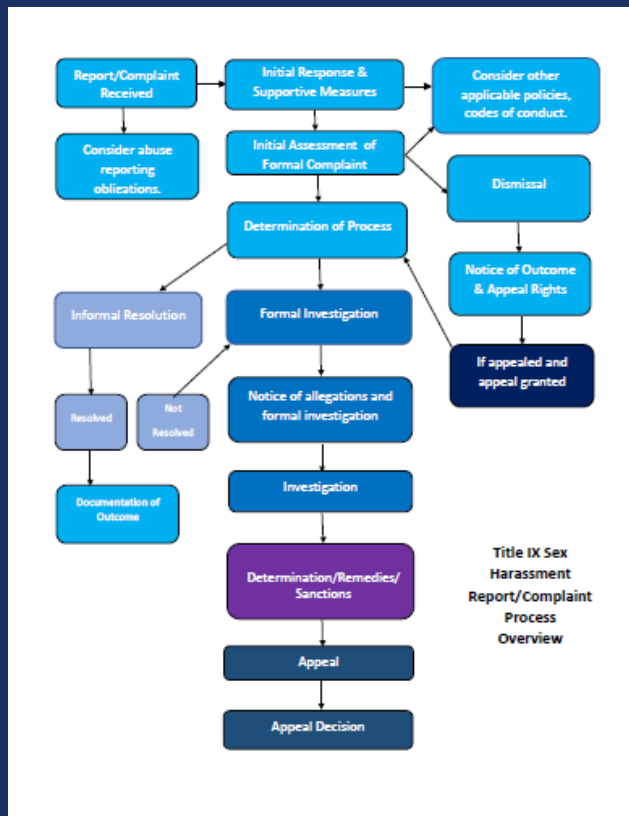 Report/Complaint
Received
Initial Response &
Supportive Measures
Consider other
applicable policies,
codes of conduct.
Consider abuse
reporting
oblieations.
Initial Assessment of
Formal Complaint
Dismissal
Determination of Process
Notice of Outcome
& Appeal Rights
Informal Resolution
Formal Investigation
If appealed and
appeal granted
Resolved
Not
Resolved
Notice of allegations and
formal investigation
Documentation of
Outcome
Investigation
Determination/Remedies/
Sanctions
Title IX Sex
Harassment
Report/Complaint
Process
Overview
Appeal
Appeal Decision